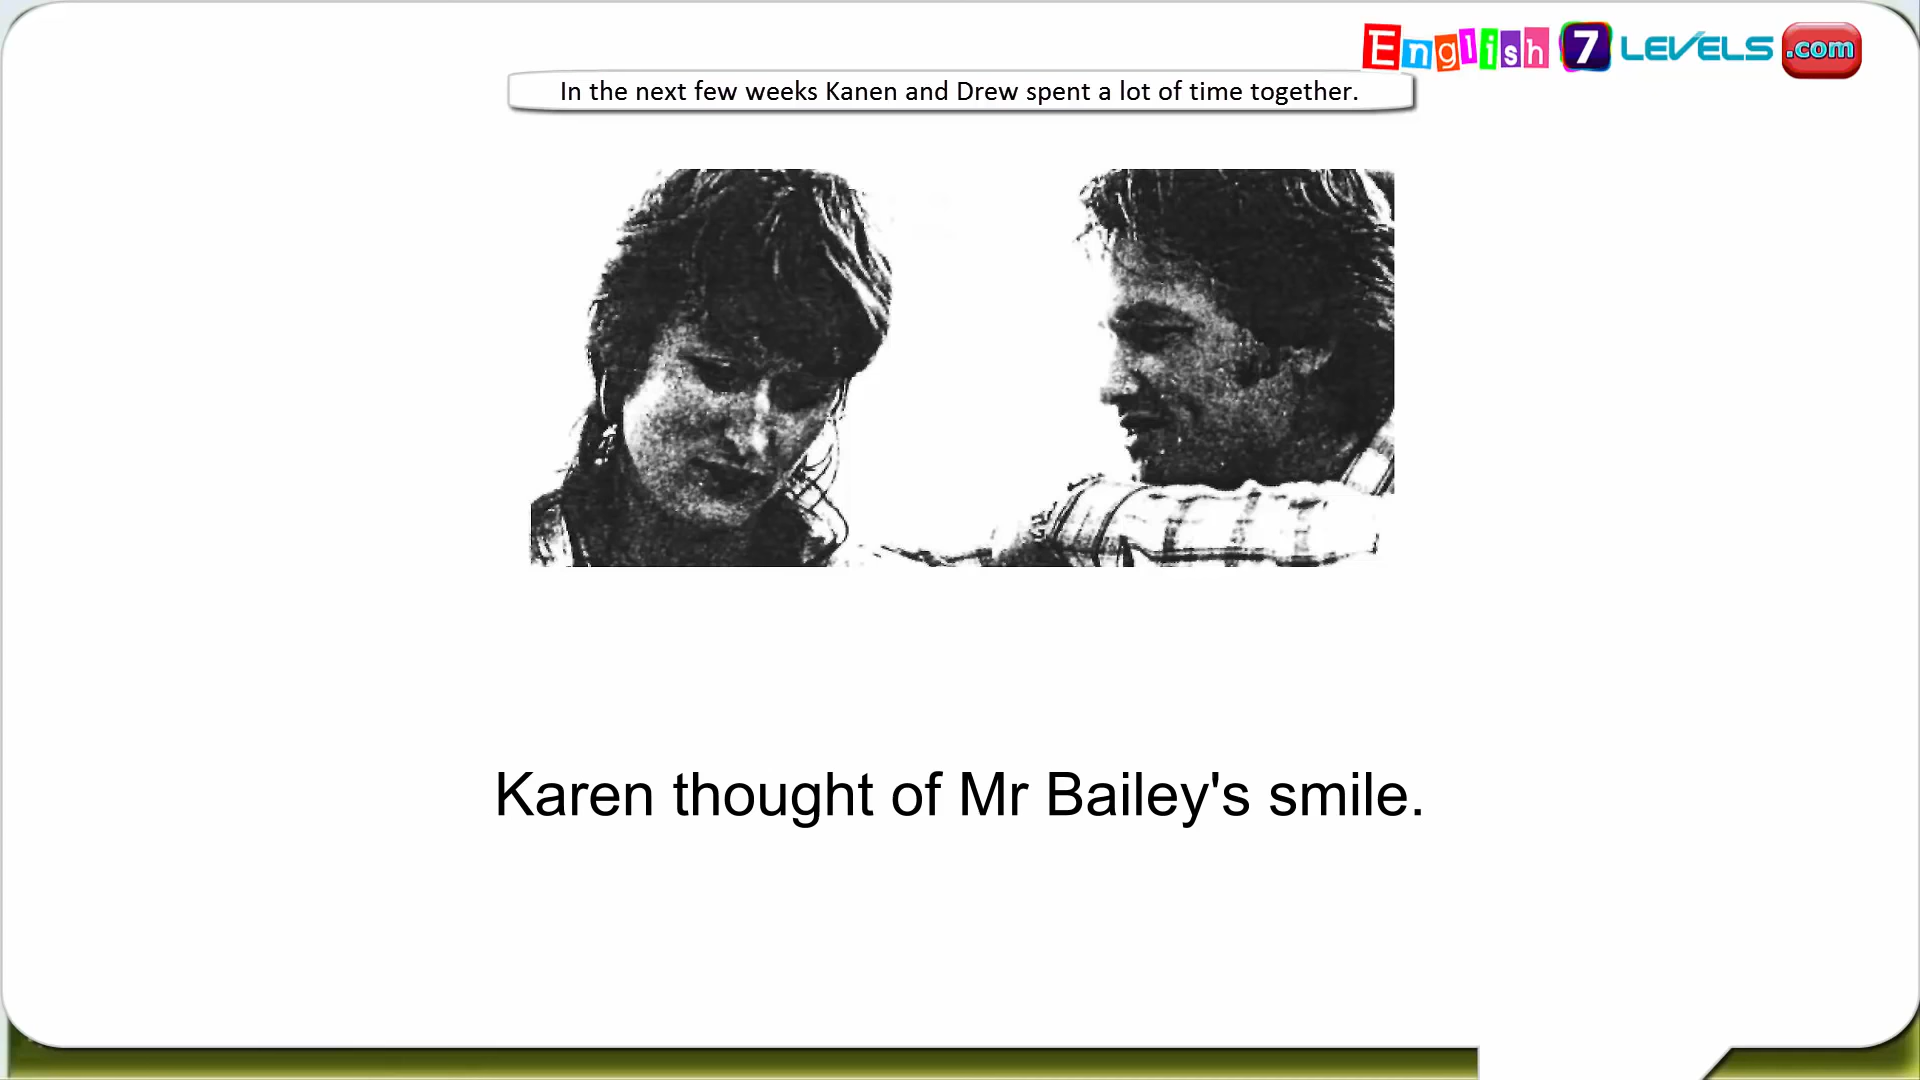 English 7 LEVELS .com
In the next few weeks Kanen and Drew spent a lot of time together.
Karen thought of Mr Bailey's smile.